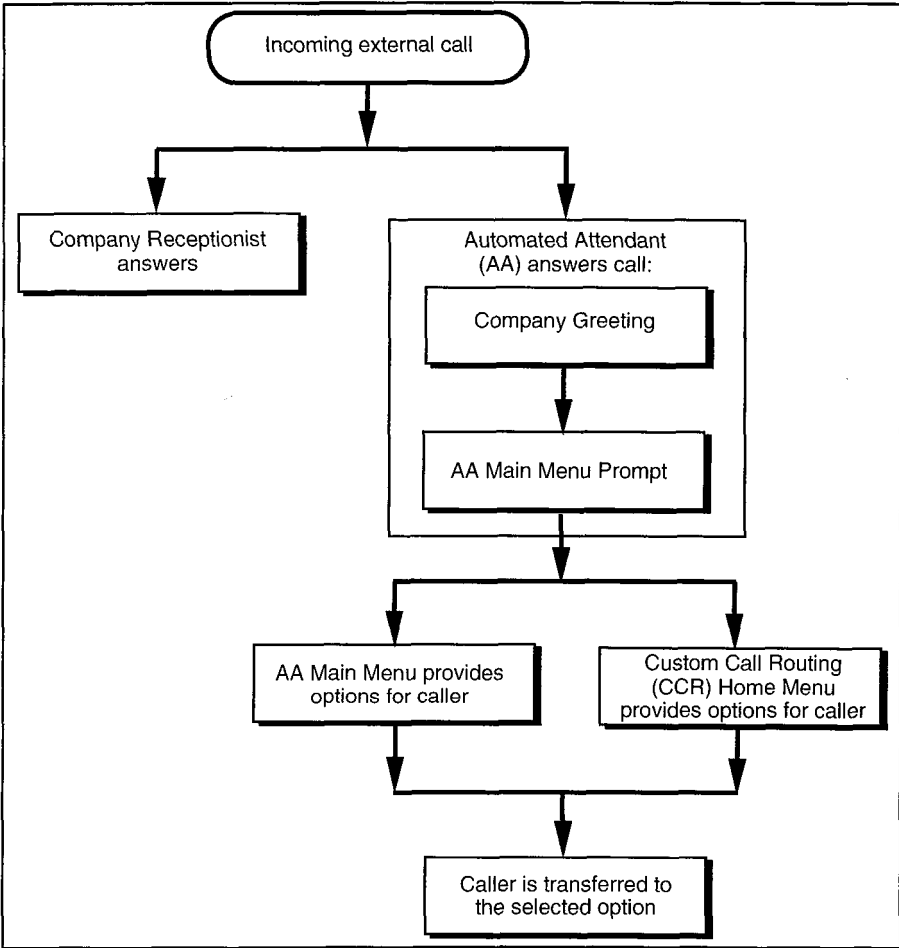 Incoming external call
Company Receptionist
answers
Automated Attendant
(AA) answers call:
Company Greeting
AA Main Menu Prompt
AA Main Menu provides
options for caller
Custom Call Routing
(CCR) Home Menu
provides options for caller
Caller is transferred to
the selected option